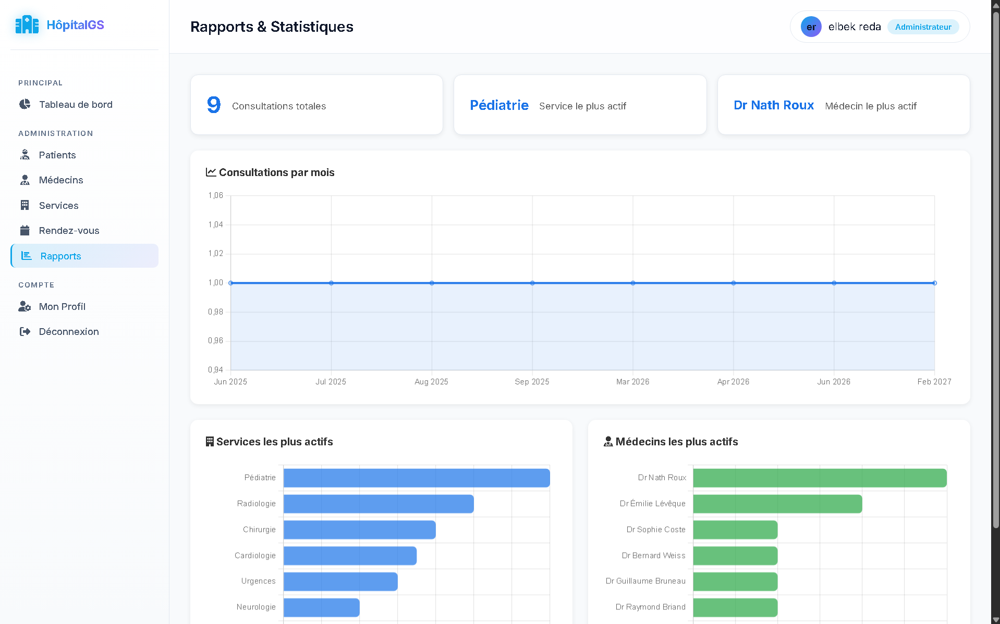 HôpitalGS
PRINCIPAL
Tableau de bord
ADMINISTRATION
Patients
Médecins
Services
Rendez-vous
Rapports
COMPTE
Mon Profil
Déconnexion
Rapports & Statistiques
er elbek reda Administrateur
9 Consultations totales
Pédiatrie Service le plus actif
Dr Nath Roux Médecin le plus actif
Consultations par mois
1,06
1,04
1,02
1,00
0,98
0,96
0,94
Jun 2025 Jul 2025 Aug 2025 Sep 2025 Mar 2026 Apr 2026 Jun 2026 Feb 2027
Services les plus actifs
Pédiatrie
Radiologie
Chirurgie
Cardiologie
Urgences
Neurologie
Médecins les plus actifs
Dr Nath Roux
Dr Émilie Lévêque
Dr Sophie Coste
Dr Bernard Weiss
Dr Guillaume Bruneau
Dr Raymond Briand